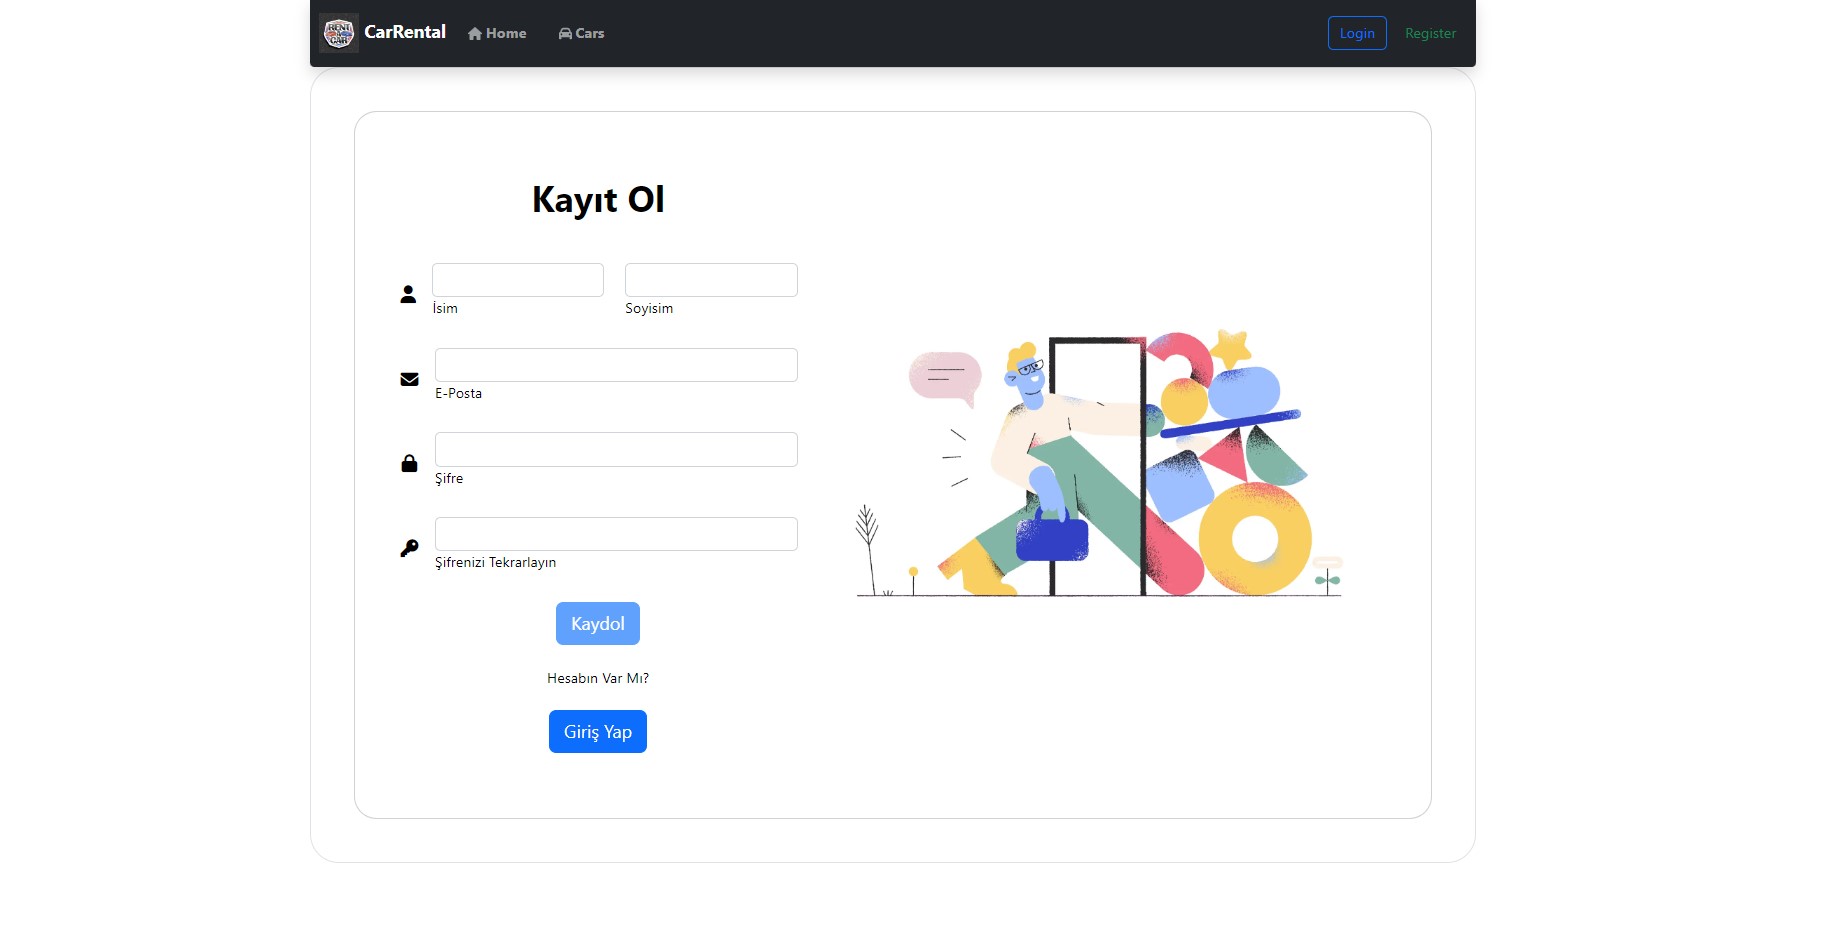 RENT A CAR
CarRental
Home
Cars
Login
Register
Kayıt Ol
İsim
Soyisim
E-Posta
Şifre
Şifrenizi Tekrarlayın
Kaydol
Hesabın Var Mı?
Giriş Yap